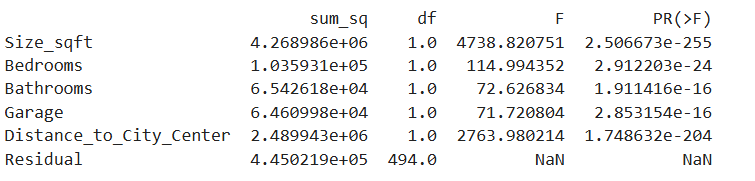 sum_sq df F PR(>F)
Size_sqft 4.268986e+06 1.0 4738.820751 2.506673e-255
Bedrooms 1.035931e+05 1.0 114.994352 2.912203e-24
Bathrooms 6.542618e+04 1.0 72.626834 1.911416e-16
Garage 6.460998e+04 1.0 71.720804 2.853154e-16
Distance_to_City_Center 2.489943e+06 1.0 2763.980214 1.748632e-204
Residual 4.450219e+05 494.0 NaN NaN